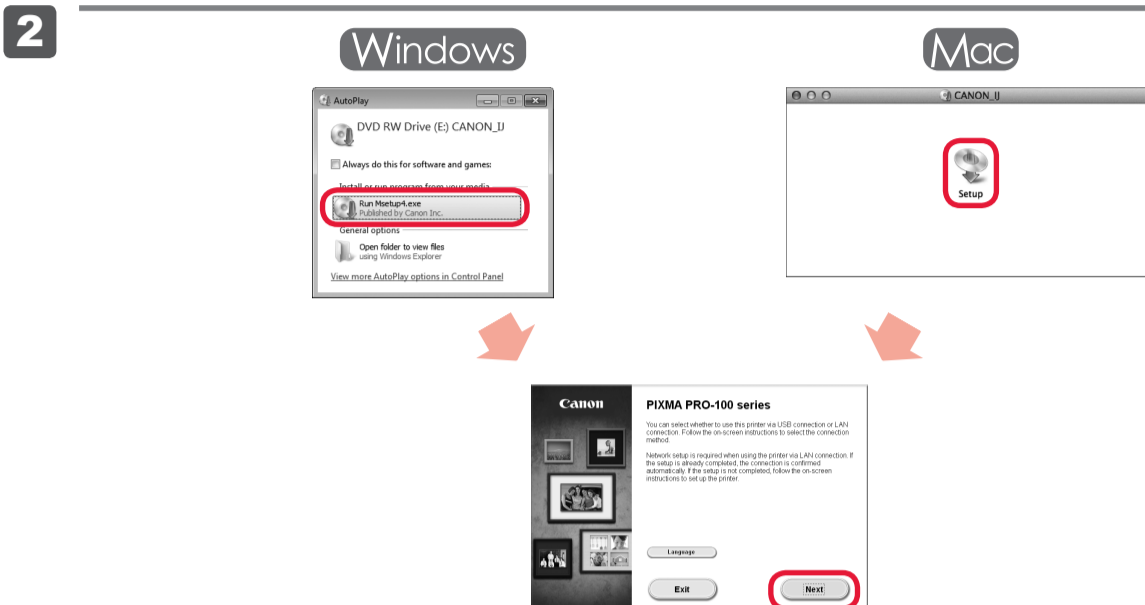 2
Windows
Mac
AutoPlay
DVD RW Drive (E:) CANON_IJ
Always do this for software and games:
Install or run program from your media
Run Msetup4.exe
Published by Canon Inc.
General options
Open folder to view files
using Windows Explorer
View more AutoPlay options in Control Panel
CANON_IJ
Setup
Canon
PIXMA PRO-100 series
You can select whether to use this printer via USB connection or LAN
connection. Follow the on-screen instructions to select the connection
method.
Network setup is required when using the printer via LAN connection. If
the setup is already completed, the connection is confirmed
automatically. If the setup is not completed, follow the on-screen
instructions to set up the printer.
Language
Exit
Next